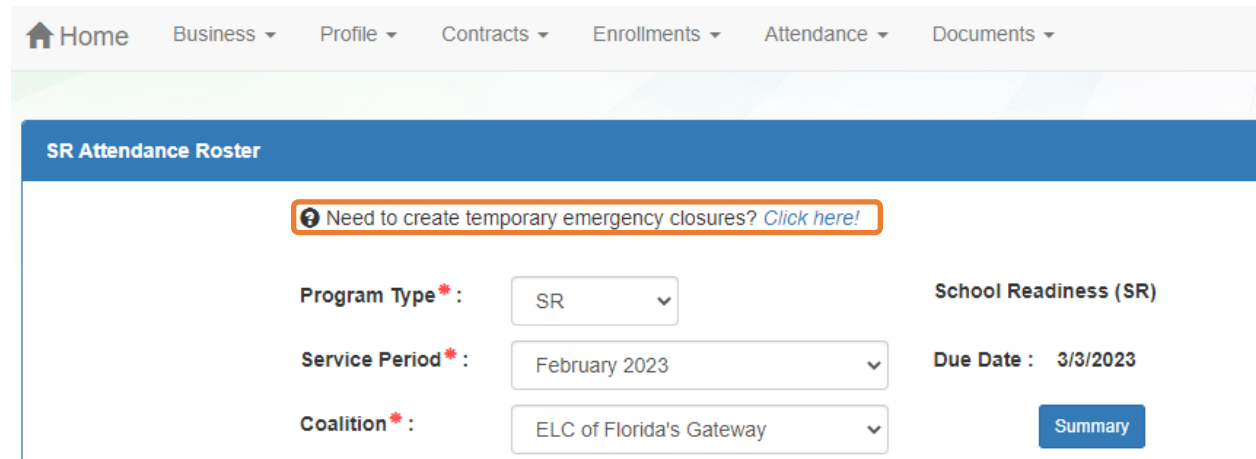 Home Business Profile Contracts Enrollments Attendance Documents
SR Attendance Roster
Need to create temporary emergency closures? Click here!
Program Type* : SR School Readiness (SR)
Service Period* : February 2023 Due Date : 3/3/2023
Coalition* : ELC of Florida's Gateway Summary